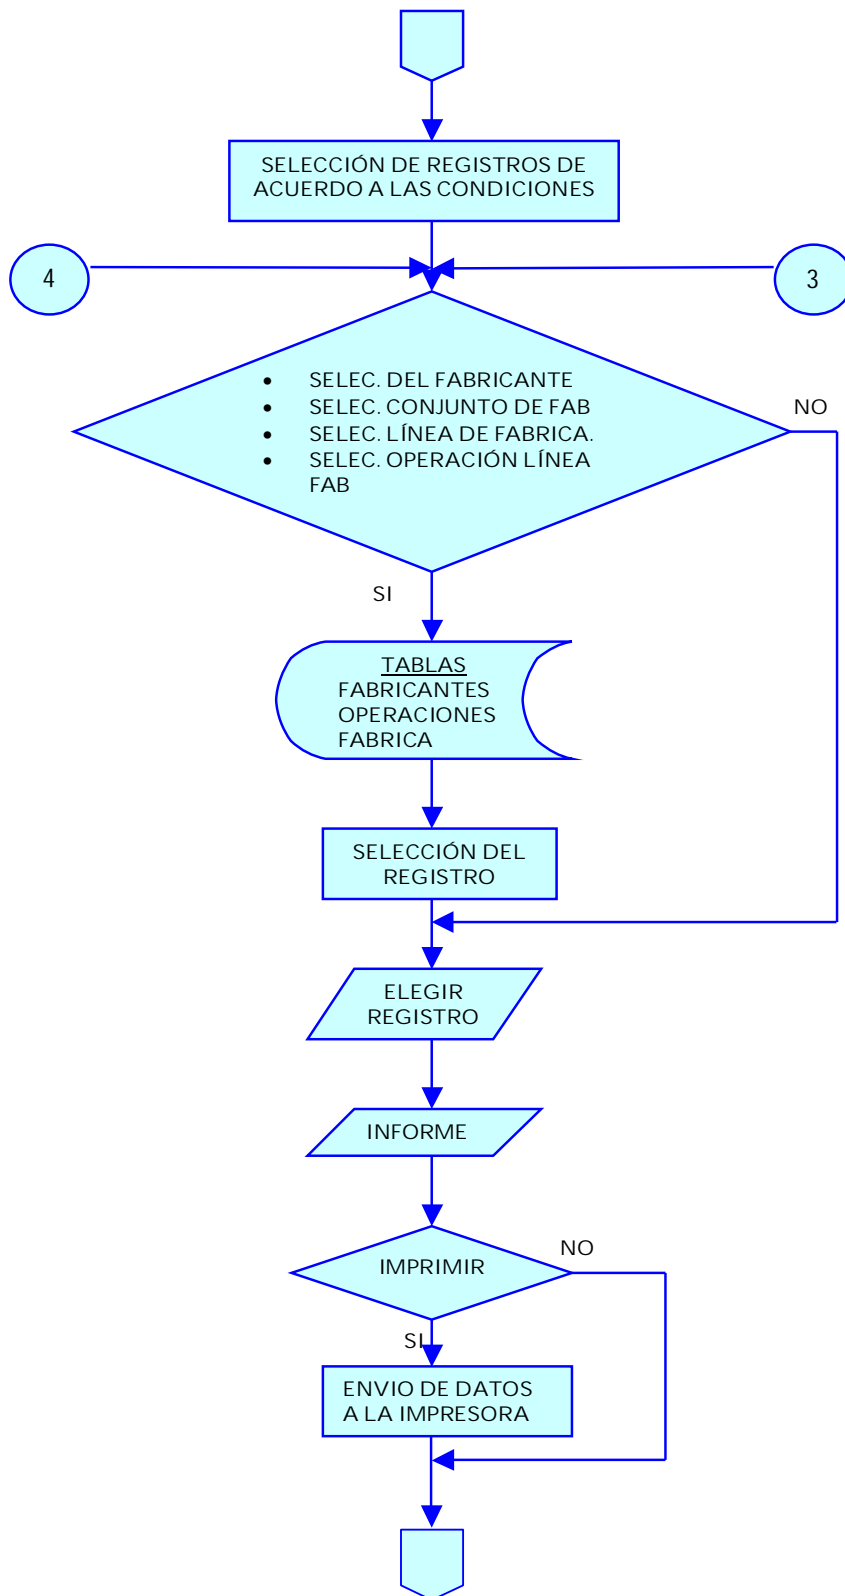 SELECCIÓN DE REGISTROS DE
ACUERDO A LAS CONDICIONES
4
3
• SELEC. DEL FABRICANTE
• SELEC. CONJUNTO DE FAB
• SELEC. LÍNEA DE FABRICA.
• SELEC. OPERACIÓN LÍNEA
FAB
NO
SI
TABLAS
FABRICANTES
OPERACIONES
FABRICA
SELECCIÓN DEL
REGISTRO
ELEGIR
REGISTRO
INFORME
IMPRIMIR
NO
SI
ENVIO DE DATOS
A LA IMPRESORA